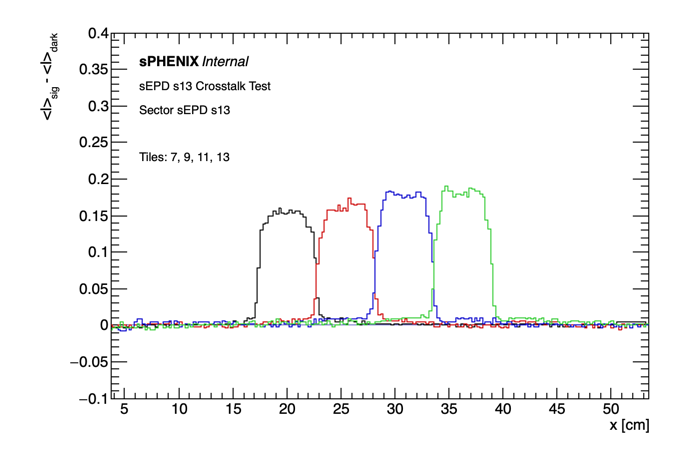 <I>sig - <I>dark
0.4
0.35
0.3
0.25
0.2
0.15
0.1
0.05
0
−0.05
−0.1
sPHENIX Internal
sEPD s13 Crosstalk Test
Sector sEPD s13
Tiles: 7, 9, 11, 13
5 10 15 20 25 30 35 40 45 50
x [cm]